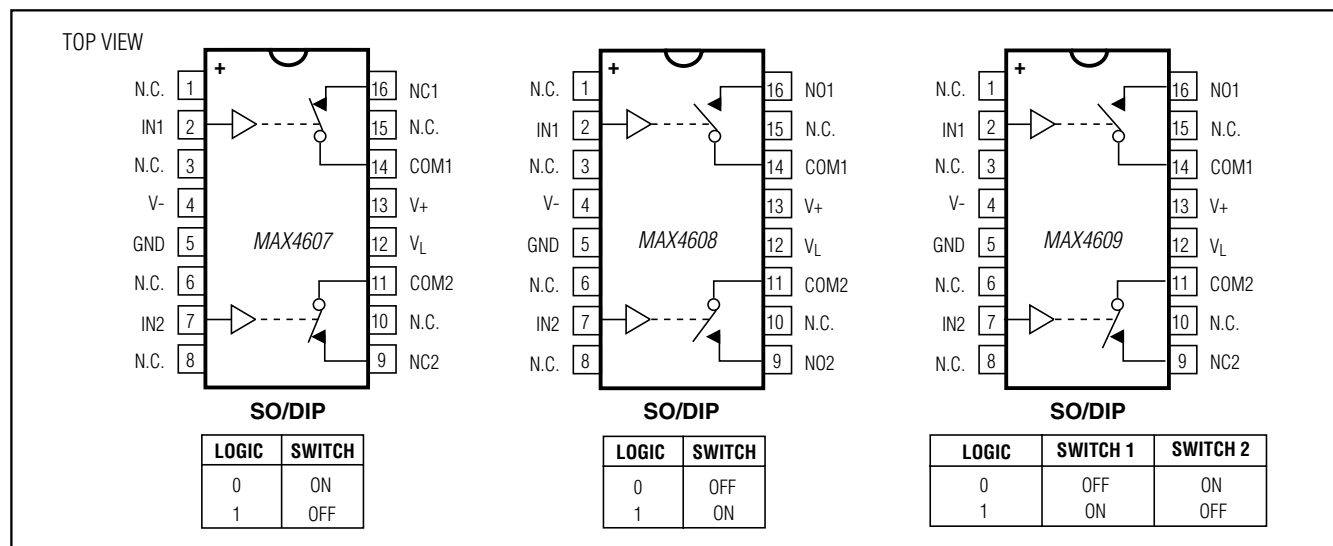 TOP VIEW
+
N.C. 1 16 NC1
IN1 2 15 N.C.
N.C. 3 14 COM1
V- 4 13 V+
GND 5 MAX4607 12 VL
N.C. 6 11 COM2
IN2 7 10 N.C.
N.C. 8 9 NC2
SO/DIP
LOGIC SWITCH
0 ON
1 OFF
+
N.C. 1 16 NO1
IN1 2 15 N.C.
N.C. 3 14 COM1
V- 4 13 V+
GND 5 MAX4608 12 VL
N.C. 6 11 COM2
IN2 7 10 N.C.
N.C. 8 9 NO2
SO/DIP
LOGIC SWITCH
0 OFF
1 ON
+
N.C. 1 16 NO1
IN1 2 15 N.C.
N.C. 3 14 COM1
V- 4 13 V+
GND 5 MAX4609 12 VL
N.C. 6 11 COM2
IN2 7 10 N.C.
N.C. 8 9 NC2
SO/DIP
LOGIC SWITCH 1 SWITCH 2
0 OFF ON
1 ON OFF